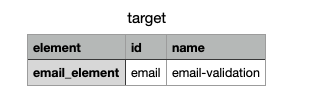 target
element id name
email_element email email-validation